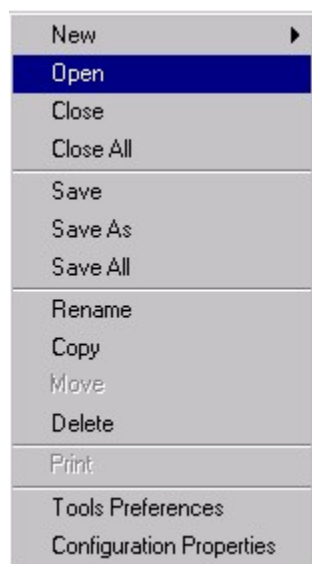 New
Open
Close
Close All
Save
Save As
Save All
Rename
Copy
Move
Delete
Print
Tools Preferences
Configuration Properties